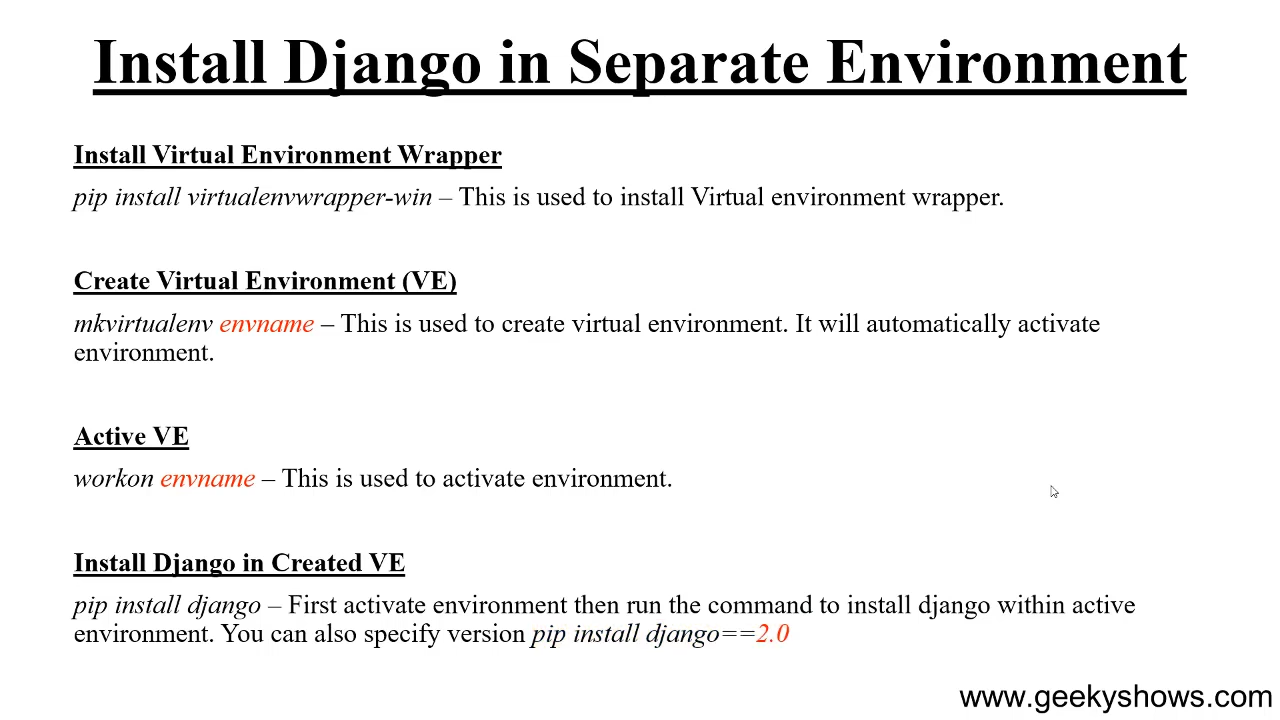 Install Django in Separate Environment
Install Virtual Environment Wrapper
pip install virtualenvwrapper-win – This is used to install Virtual environment wrapper.
Create Virtual Environment (VE)
mkvirtualenv envname – This is used to create virtual environment. It will automatically activate
environment.
Active VE
workon envname – This is used to activate environment.
Install Django in Created VE
pip install django – First activate environment then run the command to install django within active
environment. You can also specify version pip install django==2.0
www.geekyshows.com